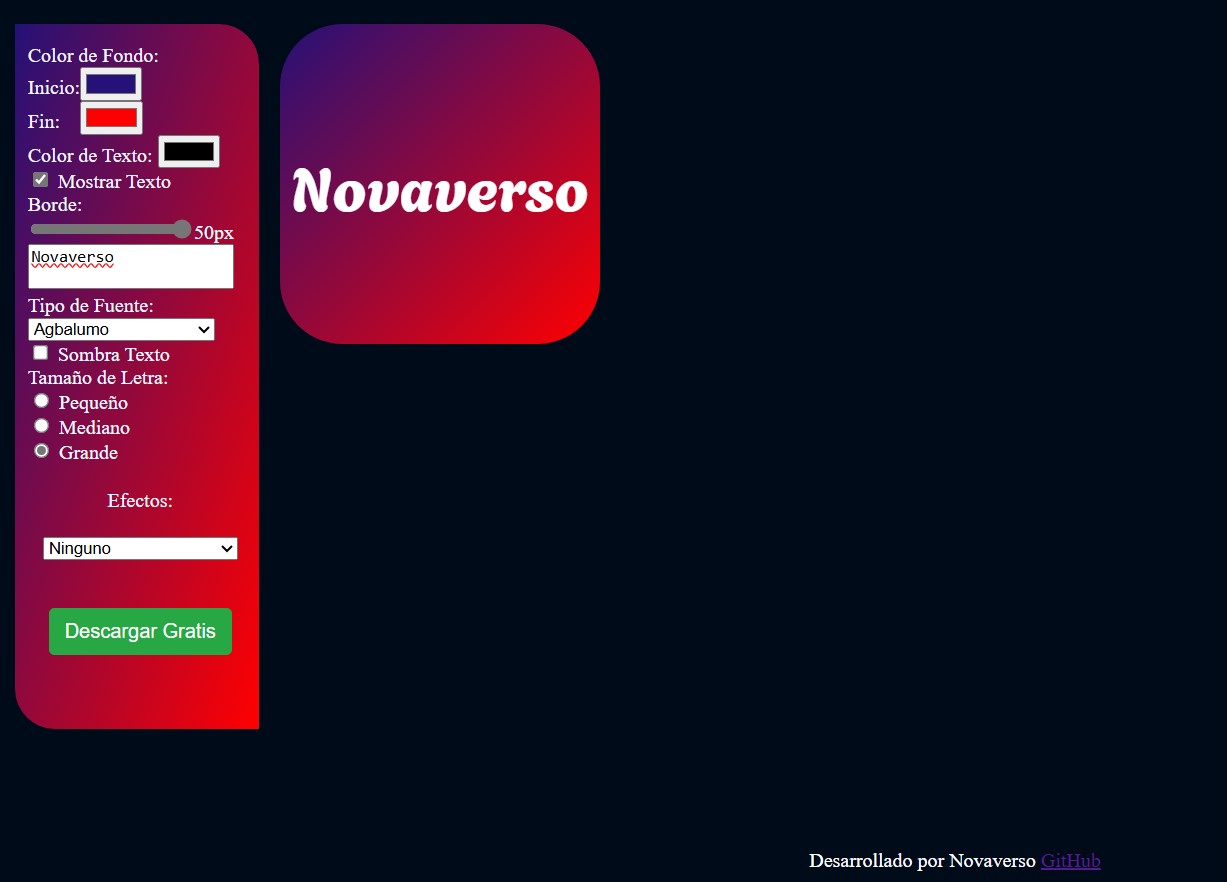 Color de Fondo:
Inicio:
Fin:
Color de Texto:
Mostrar Texto
Borde:
50px
Novaverso
Tipo de Fuente:
Agbalumo
Sombra Texto
Tamaño de Letra:
Pequeño
Mediano
Grande
Efectos:
Ninguno
Descargar Gratis
Novaverso
Desarrollado por Novaverso GitHub